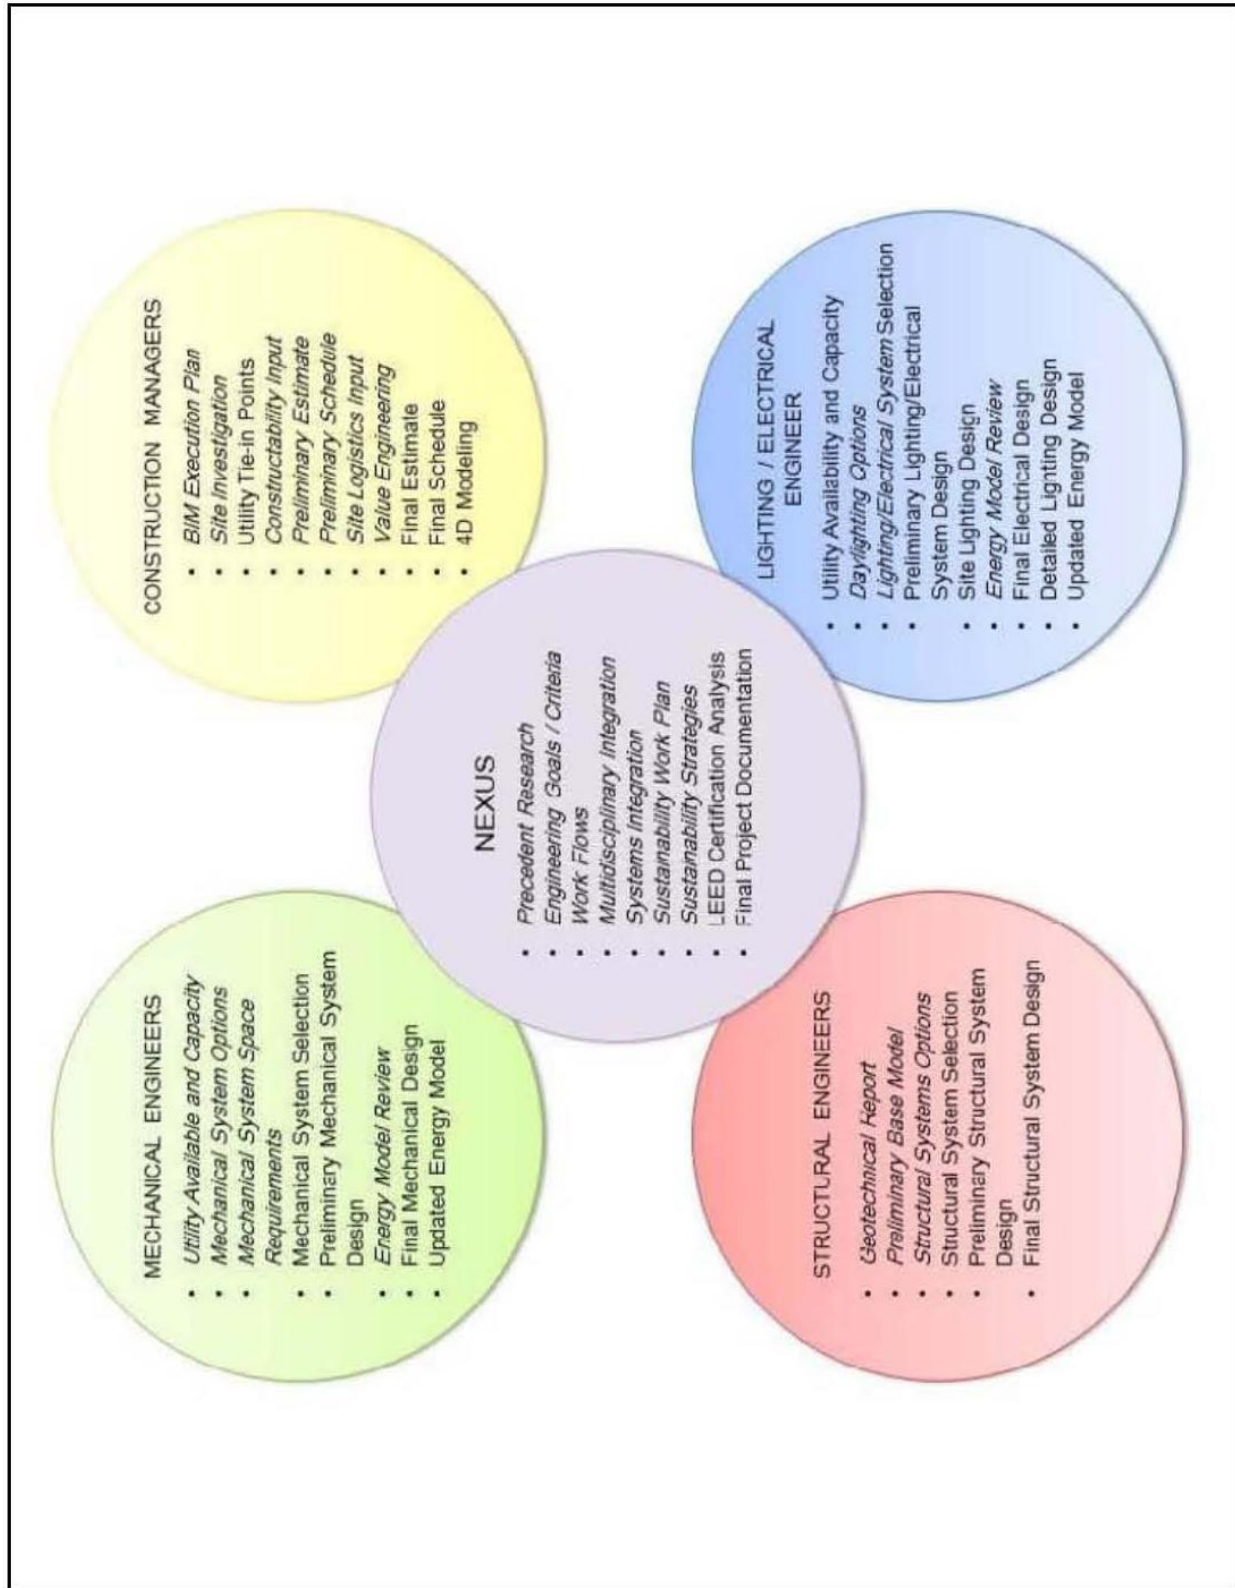 MECHANICAL ENGINEERS
• Utility Available and Capacity
• Mechanical System Options
• Mechanical System Space
Requirements
• Mechanical System Selection
• Preliminary Mechanical System
Design
• Energy Model Review
• Final Mechanical Design
• Updated Energy Model
CONSTRUCTION MANAGERS
• BIM Execution Plan
• Site Investigation
• Utility Tie-in Points
• Constructability Input
• Preliminary Estimate
• Preliminary Schedule
• Site Logistics Input
• Value Engineering
• Final Estimate
• Final Schedule
• 4D Modeling
NEXUS
• Precedent Research
• Engineering Goals / Criteria
• Work Flows
• Multidisciplinary Integration
• Systems Integration
• Sustainability Work Plan
• Sustainability Strategies
• LEED Certification Analysis
• Final Project Documentation
STRUCTURAL ENGINEERS
• Geotechnical Report
• Preliminary Base Model
• Structural Systems Options
• Structural System Selection
• Preliminary Structural System
Design
• Final Structural System Design
LIGHTING / ELECTRICAL
ENGINEER
• Utility Availability and Capacity
• Daylighting Options
• Lighting/Electrical System Selection
• Preliminary Lighting/Electrical
System Design
• Site Lighting Design
• Energy Model Review
• Final Electrical Design
• Detailed Lighting Design
• Updated Energy Model